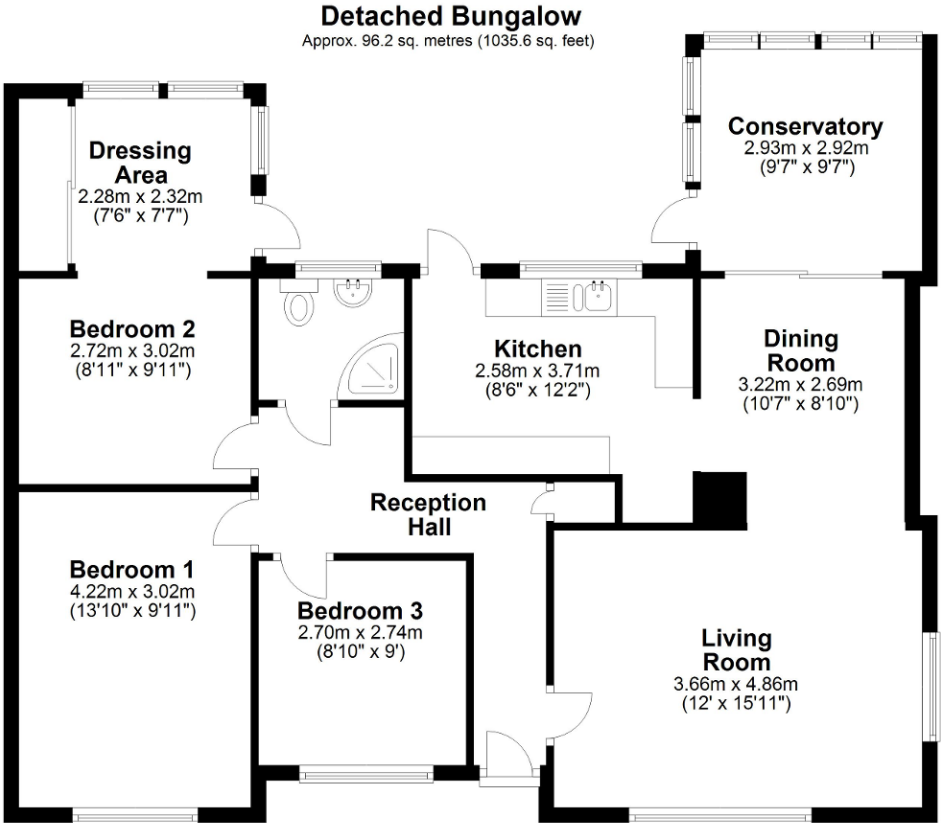 Detached Bungalow
Approx. 96.2 sq. metres (1035.6 sq. feet)
Dressing
Area
2.28m x 2.32m
(7'6" x 7'7")
Conservatory
2.93m x 2.92m
(9'7" x 9'7")
Bedroom 2
2.72m x 3.02m
(8'11" x 9'11")
Kitchen
2.58m x 3.71m
(8'6" x 12'2")
Dining
Room
3.22m x 2.69m
(10'7" x 8'10")
Reception
Hall
Bedroom 1
4.22m x 3.02m
(13'10" x 9'11")
Bedroom 3
2.70m x 2.74m
(8'10" x 9')
Living
Room
3.66m x 4.86m
(12' x 15'11")